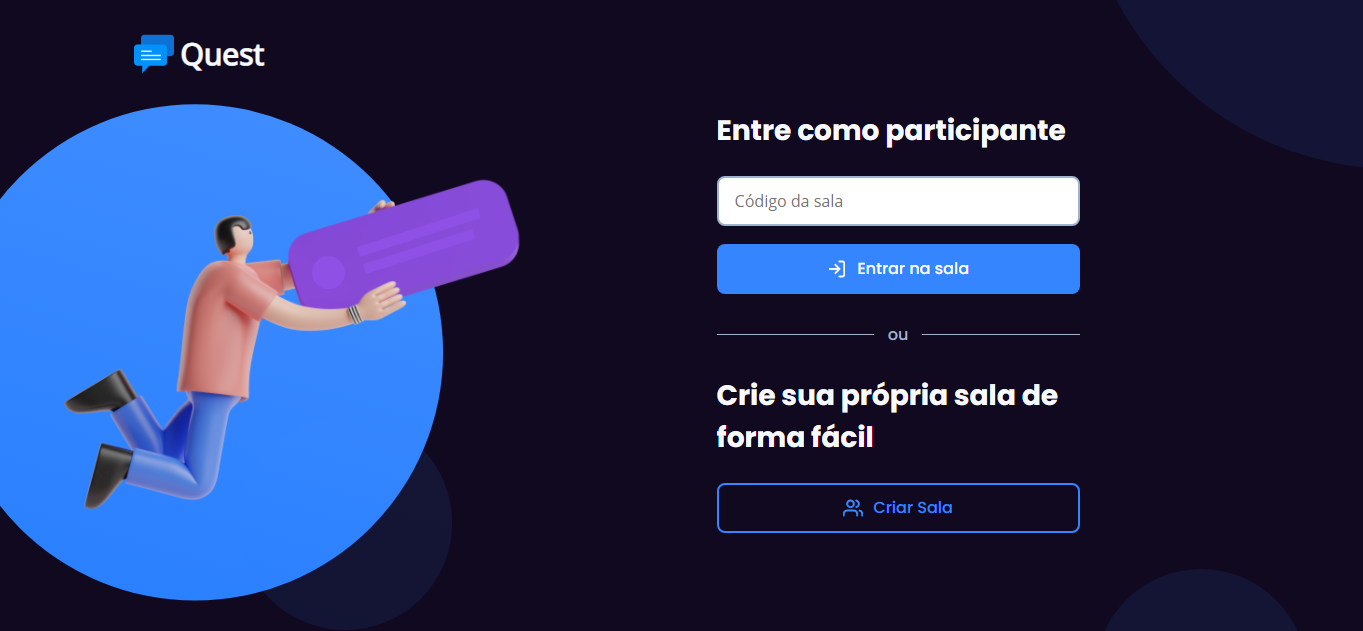 Quest
Entre como participante
Código da sala
Entrar na sala
ou
Crie sua própria sala de
forma fácil
Criar Sala